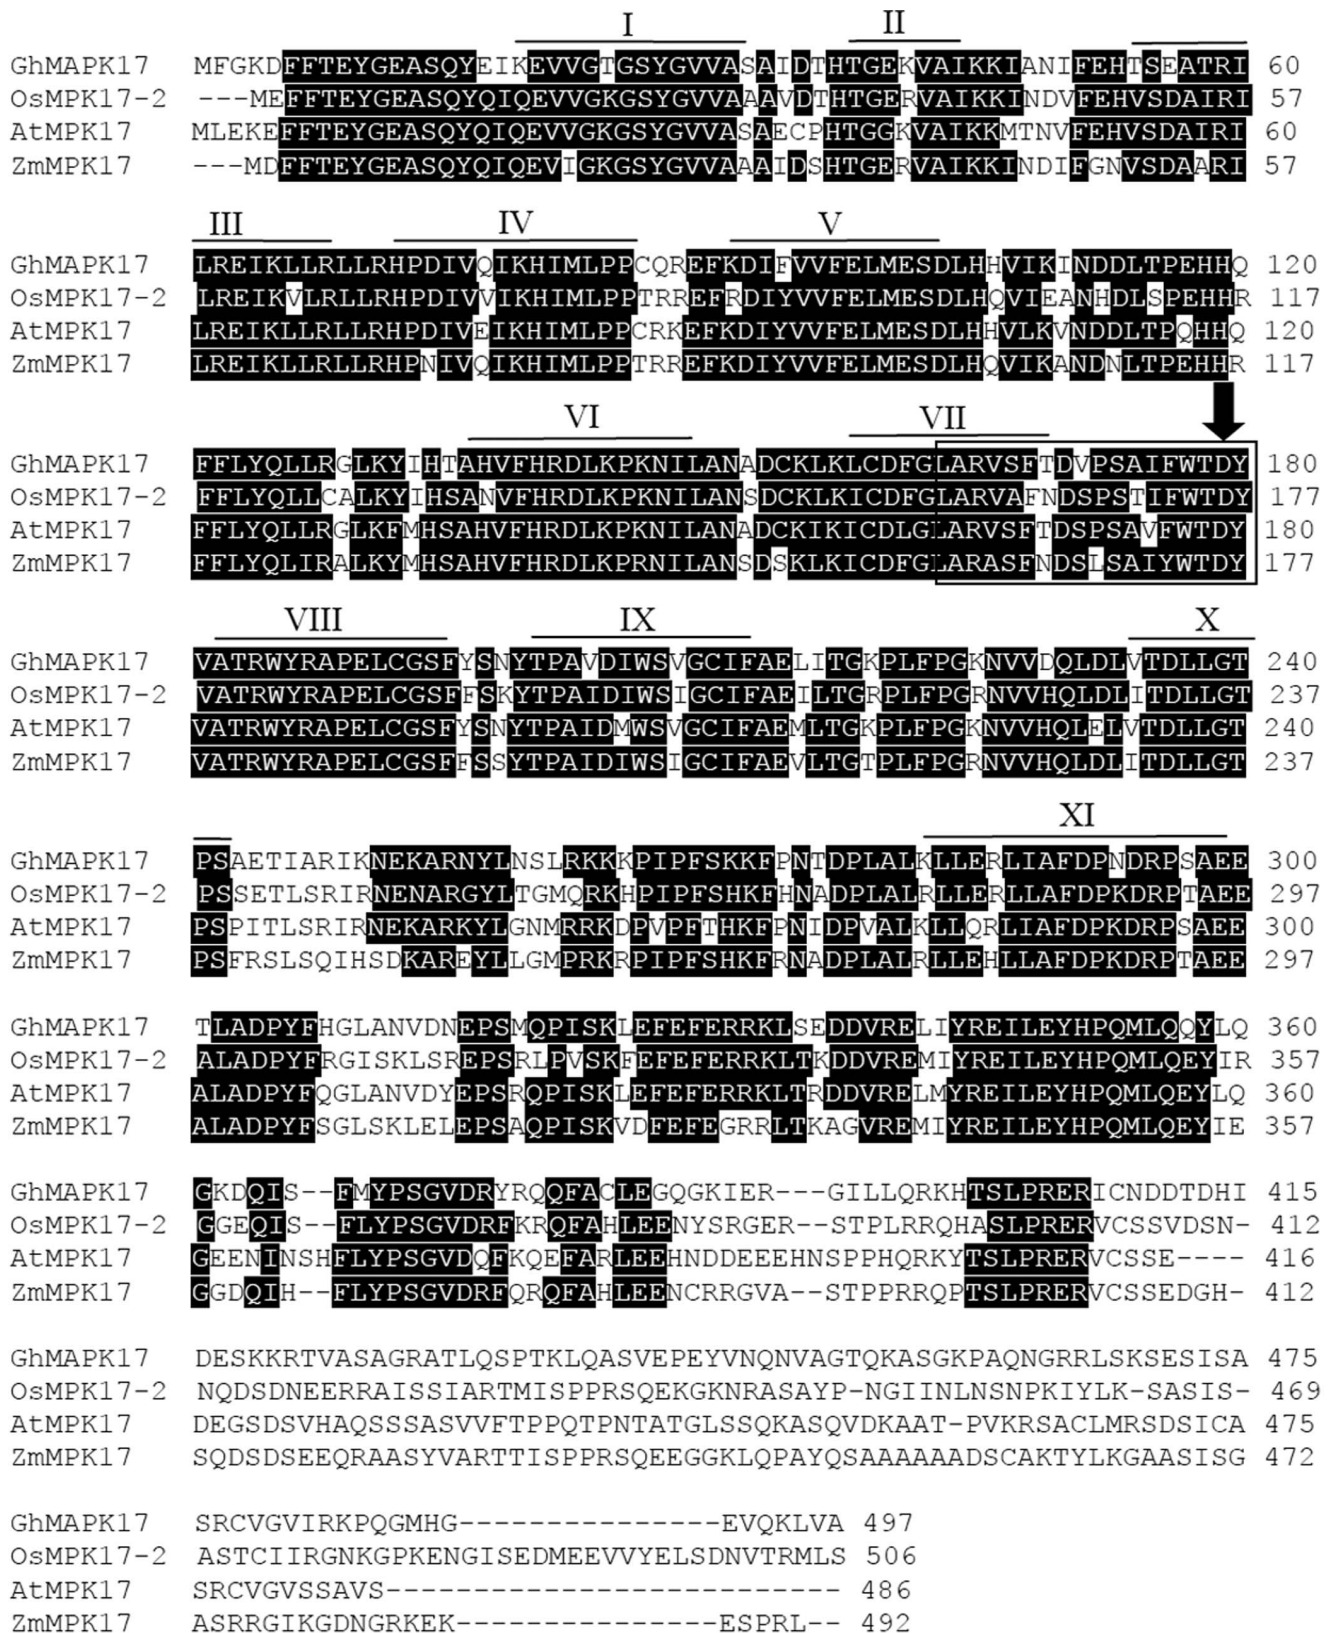 I II
GhMAPK17 MFGKDFFTEYGEASQYEIKEVVGTGSYGVVASAIDTHTGEKVAIKKIANIFEHTSEATRI 60
OsMPK17-2 ---MEFFTEYGEASQYQIQEVVGKGSYGVVAAAVDTHTGERVAIKKINDVFEHVSDAIRI 57
AtMPK17 MLEKEFFTEYGEASQYQIQEVVGKGSYGVVASAECPHTGGKVAIKKMTNVFEHVSDAIRI 60
ZmMPK17 ---MDFFTEYGEASQYQIQEVIGKGSYGVVAAAIDSHTGERVAIKKINDIFGNVSDAARI 57
III IV V
GhMAPK17 LREIKLLRLLRHPDIVQIKHIMLPPCQREFKDIFVVFELMESDLHHVIKINDDLTPEHHQ 120
OsMPK17-2 LREIKVLRLLRHPDIVVIKHIMLPPTRREFRDIYVVFELMESDLHQVIEANHDLSPEHHR 117
AtMPK17 LREIKLLRLLRHPDIVEIKHIMLPPCRKEFKDIYVVFELMESDLHHVLKVNDDLTPQHHQ 120
ZmMPK17 LREIKLLRLLRHPNIVQIKHIMLPPTRREFKDIYVVFELMESDLHQVIKANDNLTPEHHR 117
VI VII
GhMAPK17 FFLYQLLRGLKYIHTAHVFHRDLKPKNILANADCKLKLCDFGLARVSFTDVPSAIFWTDY 180
OsMPK17-2 FFLYQLLCALKYIHSANVFHRDLKPKNILANSDCKLKICDFGLARVAFNDSPSTIFWTDY 177
AtMPK17 FFLYQLLRGLKFMHSAHVFHRDLKPKNILANADCKIKICDLGLARVSFTDSPSAVFWTDY 180
ZmMPK17 FFLYQLIRALKYMHSAHVFHRDLKPRNILANSDSKLKICDFGLARASFNDSLSAIYWTDY 177
VIII IX X
GhMAPK17 VATRWYRAPELCGSFYSNYTPAVDIWSVGCIFAELITGKPLFPGKNVVDQLDLVTDLLGT 240
OsMPK17-2 VATRWYRAPELCGSFFSKYTPAIDIWSIGCIFAEILTGRPLFPGRNVVHQLDLITDLLGT 237
AtMPK17 VATRWYRAPELCGSFYSNYTPAIDMWSVGCIFAEMLTGKPLFPGKNVVHQLELVTDLLGT 240
ZmMPK17 VATRWYRAPELCGSFFSSYTPAIDIWSIGCIFAEVLTGTPLFPGRNVVHQLDLITDLLGT 237
XI
GhMAPK17 PSAETIARIKNEKARNYLNSLRKKKPIPFSKKFPNTDPLALKLLERLIAFDPNDRPSAEE 300
OsMPK17-2 PSSETLSRIRNENARGYLTGMQRKHPIPFSHKFHNADPLALRLLERLLAFDPKDRPTAEE 297
AtMPK17 PSPITLSRIRNEKARKYLGNMRRKDPVPFTHKFPNIDPVALKLLQRLIAFDPKDRPSAEE 300
ZmMPK17 PSFRSLSQIHSDKAREYLLGMPRKRPIPFSHKFRNADPLALRLLEHLLAFDPKDRPTAEE 297
GhMAPK17 TLADPYFHGLANVDNEPSMQPISKLEFEFERRKLSEDDVRELIYREILEYHPQMLQQYLQ 360
OsMPK17-2 ALADPYFRGISKLSREPSRLPVSKFEFEFERRKLTKDDVREMIYREILEYHPQMLQEYIR 357
AtMPK17 ALADPYFQGLANVDYEPSRQPISKLEFEFERRKLTRDDVRELMYREILEYHPQMLQEYLQ 360
ZmMPK17 ALADPYFSGLSKLELEPSAQPISKVDFEFEGRRLTKAGVREMIYREILEYHPQMLQEYIE 357
GhMAPK17 GKDQIS--FMYPSGVDRYRQQFACLEGQGKIER---GILLQRKHTSLPRERICNDDTDHI 415
OsMPK17-2 GGEQIS--FLYPSGVDRFKRQFAHLEENYSRGER--STPLRRQHASLPRERVCSSVDSN- 412
AtMPK17 GEENINSHFLYPSGVDQFKQEFARLEEHNDDEEEHNSPPHQRKYTSLPRERVCSSE---- 416
ZmMPK17 GGDQIH--FLYPSGVDRFQRQFAHLEENCRRGVA--STPPRRQPTSLPRERVCSSEDGH- 412
GhMAPK17 DESKKRTVASAGRATLQSPTKLQASVEPEYVNQNVAGTQKASGKPAQNGRRLSKSESISA 475
OsMPK17-2 NQDSDNEERRAISSIARTMISPPRSQEKGKNRASAYP-NGIINLNSNPKIYLK-SASIS- 469
AtMPK17 DEGSDSVHAQSSSASVVFTPPQTPNTATGLSSQKASQVDKAAT-PVKRSACLMRSDSICA 475
ZmMPK17 SQDSDSEEQRAASYVARTTISPPRSQEEGGKLQPAYQSAAAAAADSCAKTYLKGAASISG 472
GhMAPK17 SRCVGVIRKPQGMHG---------------EVQKLVA 497
OsMPK17-2 ASTCIIRGNKGPKENGISEDMEEVVYELSDNVTRMLS 506
AtMPK17 SRCVGVSSAVS-------------------------- 486
ZmMPK17 ASRRGIKGDNGRKEK---------------ESPRL-- 492